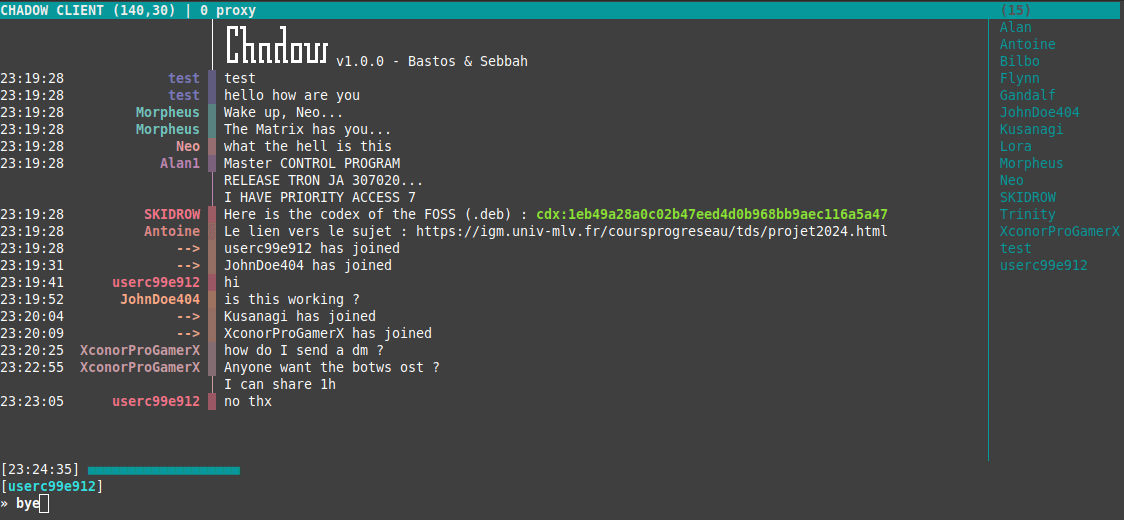 CHADOW CLIENT (140,30) | 0 proxy (15)
Chadow v1.0.0 - Bastos & Sebbah
23:19:28 test test
23:19:28 test hello how are you
23:19:28 Morpheus Wake up, Neo...
23:19:28 Morpheus The Matrix has you...
23:19:28 Neo what the hell is this
23:19:28 Alan1 Master CONTROL PROGRAM
RELEASE TRON JA 307020...
I HAVE PRIORITY ACCESS 7
23:19:28 SKIDROW Here is the codex of the FOSS (.deb) : cdx:1eb49a28a0c02b47eed4d0b968bb9aec116a5a47
23:19:28 Antoine Le lien vers le sujet : https://igm.univ-mlv.fr/coursprogreseau/tds/projet2024.html
23:19:28 --> userc99e912 has joined
23:19:31 --> JohnDoe404 has joined
23:19:41 userc99e912 hi
23:19:52 JohnDoe404 is this working ?
23:20:04 --> Kusanagi has joined
23:20:09 --> XconorProGamerX has joined
23:20:25 XconorProGamerX how do I send a dm ?
23:22:55 XconorProGamerX Anyone want the botws ost ?
I can share 1h
23:23:05 userc99e912 no thx
Alan
Antoine
Bilbo
Flynn
Gandalf
JohnDoe404
Kusanagi
Lora
Morpheus
Neo
SKIDROW
Trinity
XconorProGamerX
test
userc99e912
[23:24:35]
[userc99e912]
» bye